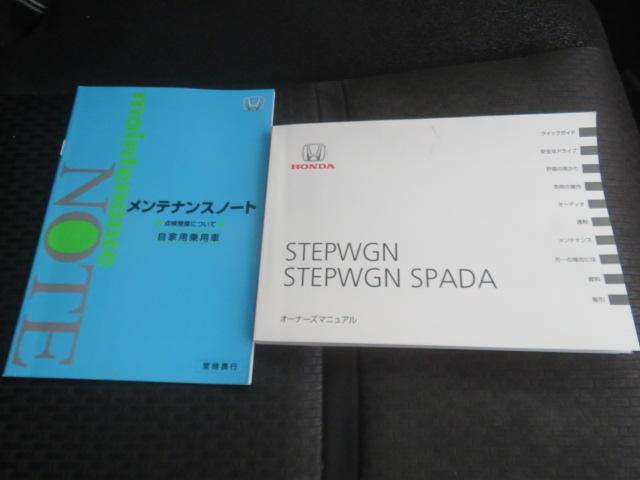 maintenance
NOTE
メンテナンスノート
点検整備について
自家用乗用車
常時携行
HONDA
STEPWGN
STEPWGN SPADA
オーナーズマニュアル
クイックガイド
安全なドライブ
計器の見かた
各部の操作
オーディオ
運転
メンテナンス
万一の場合には
資料
索引